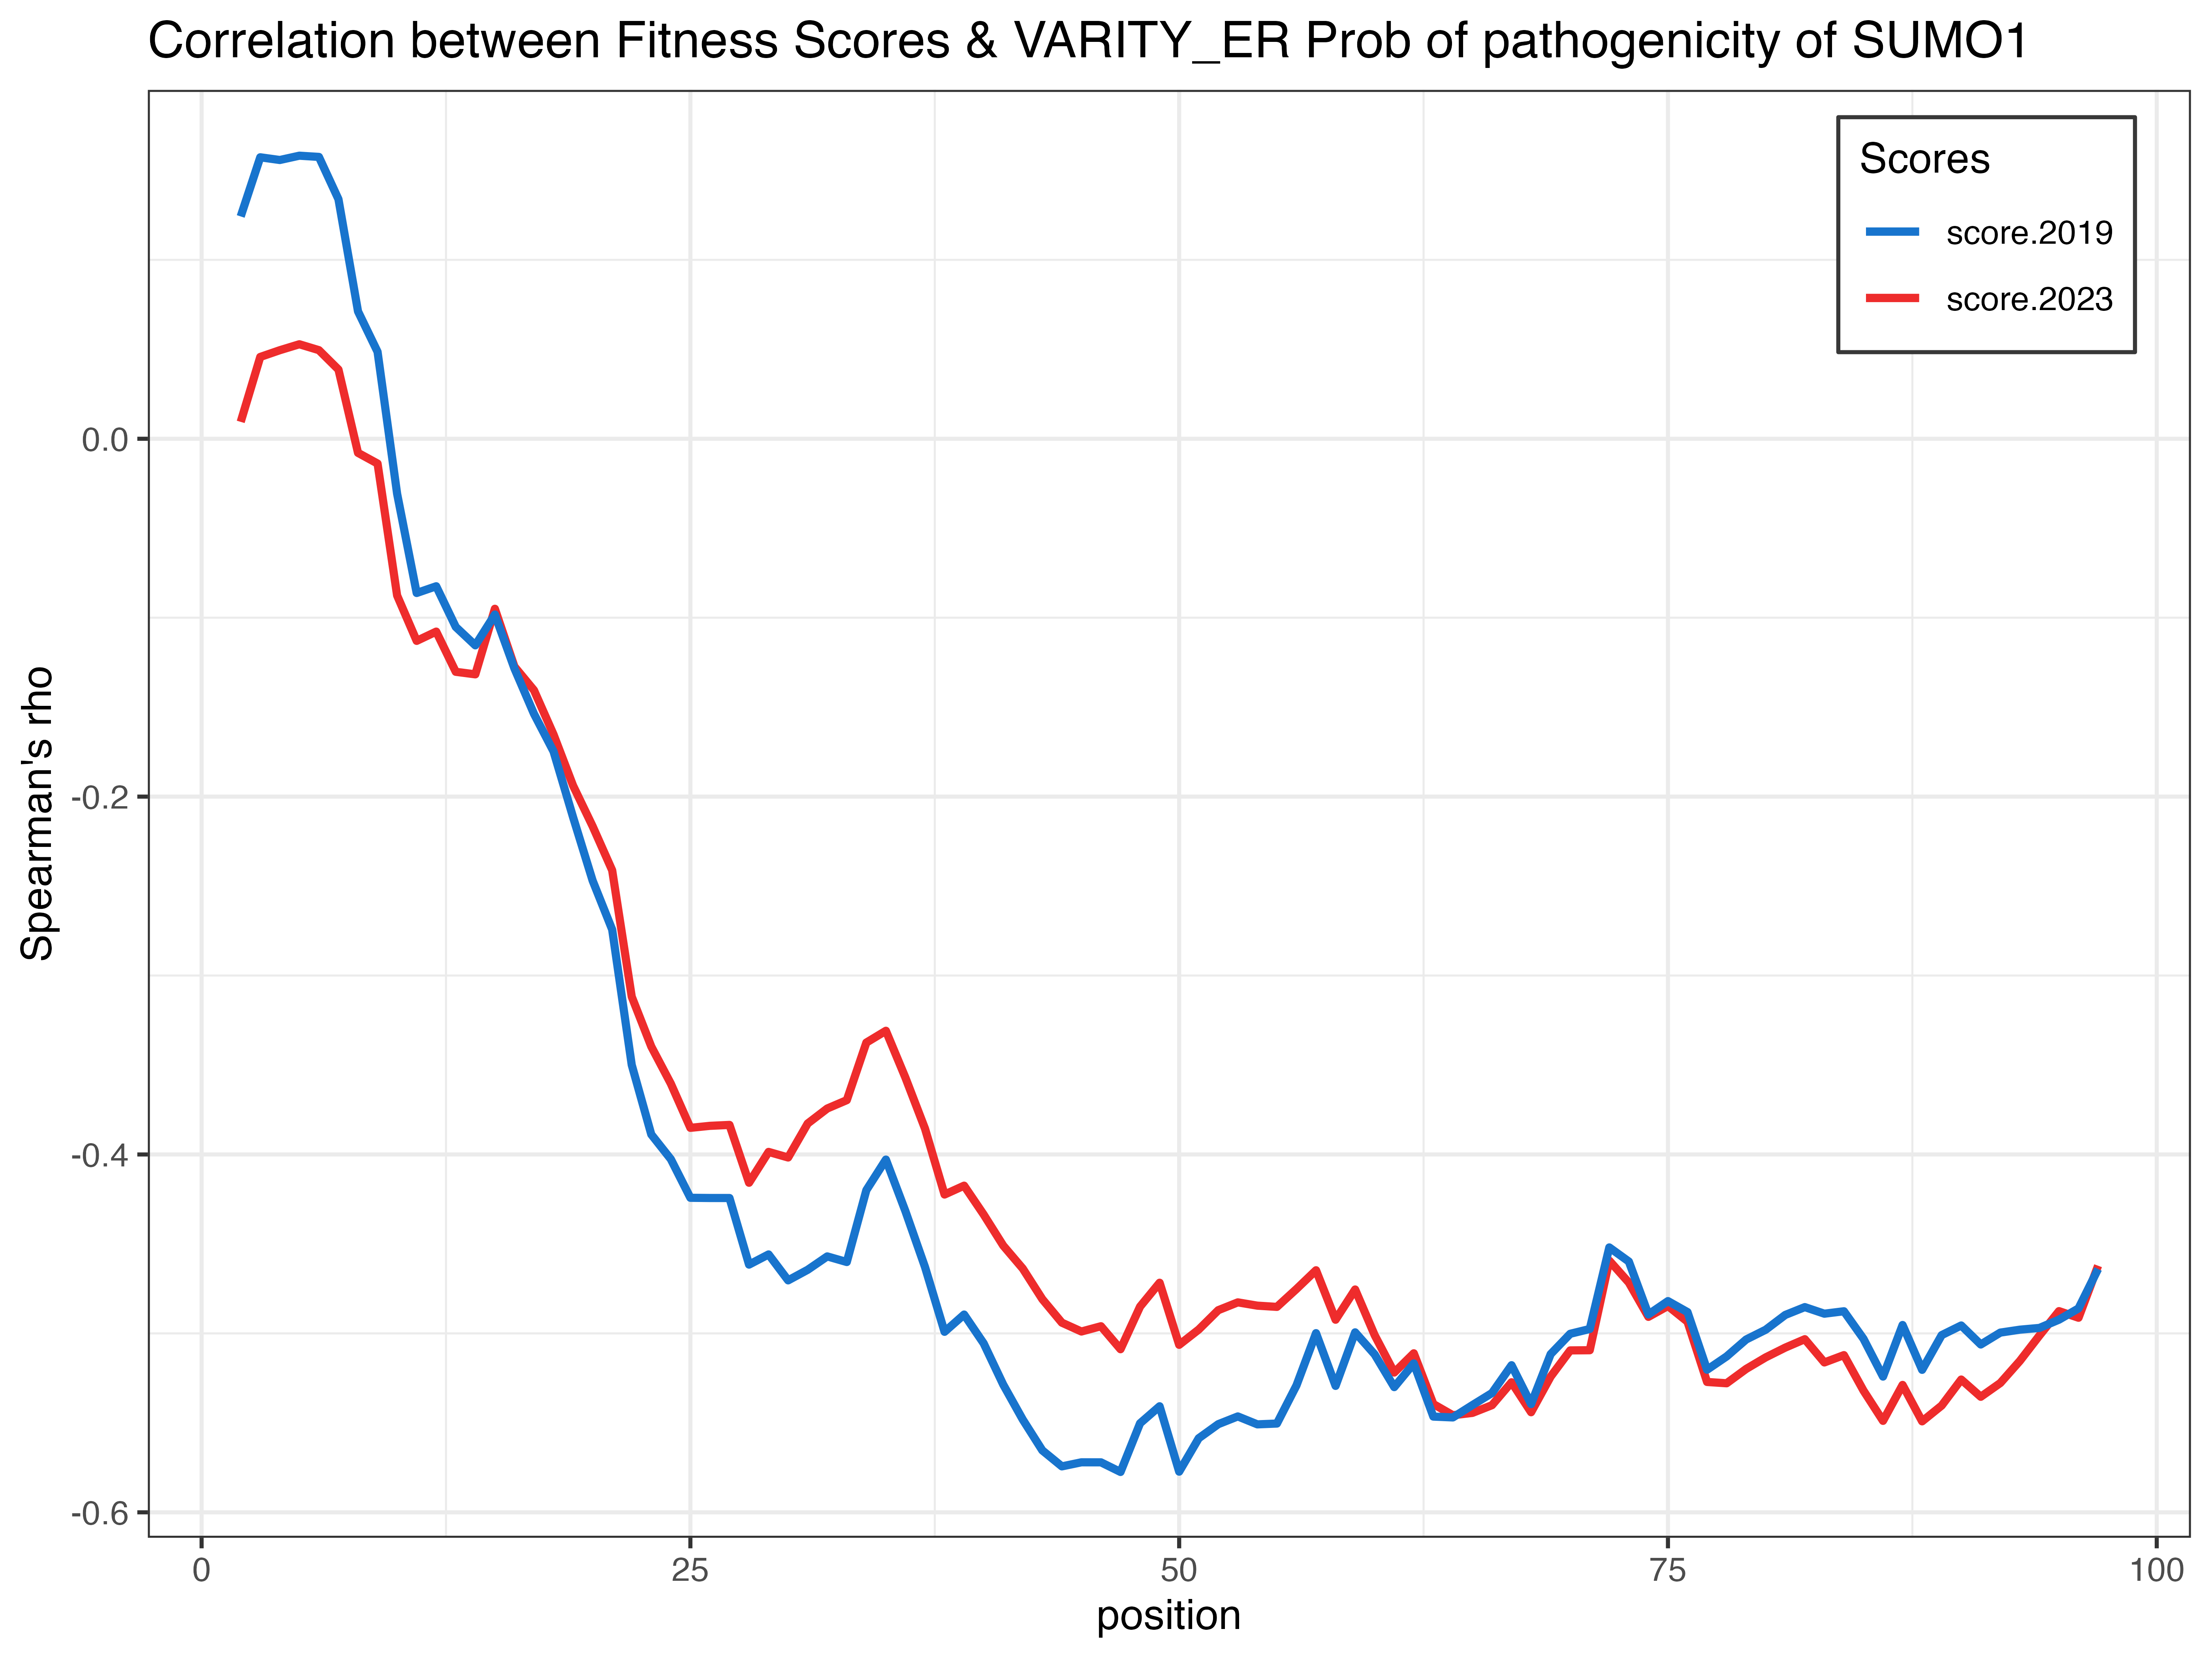 Correlation between Fitness Scores & VARITY_ER Prob of pathogenicity of SUMO1
Scores
score.2019
score.2023
Spearman's rho
0.0
-0.2
-0.4
-0.6
0 25 50 75 100
position